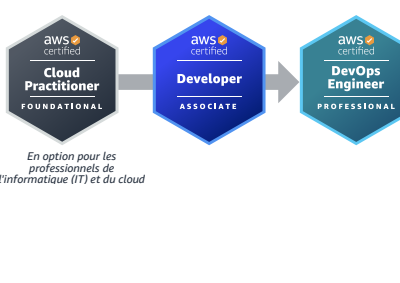 aws
certified
Cloud
Practitioner
FOUNDATIONAL
aws
certified
Developer
ASSOCIATE
aws
certified
DevOps
Engineer
PROFESSIONAL
En option pour les
professionnels de
l'informatique (IT) et du cloud